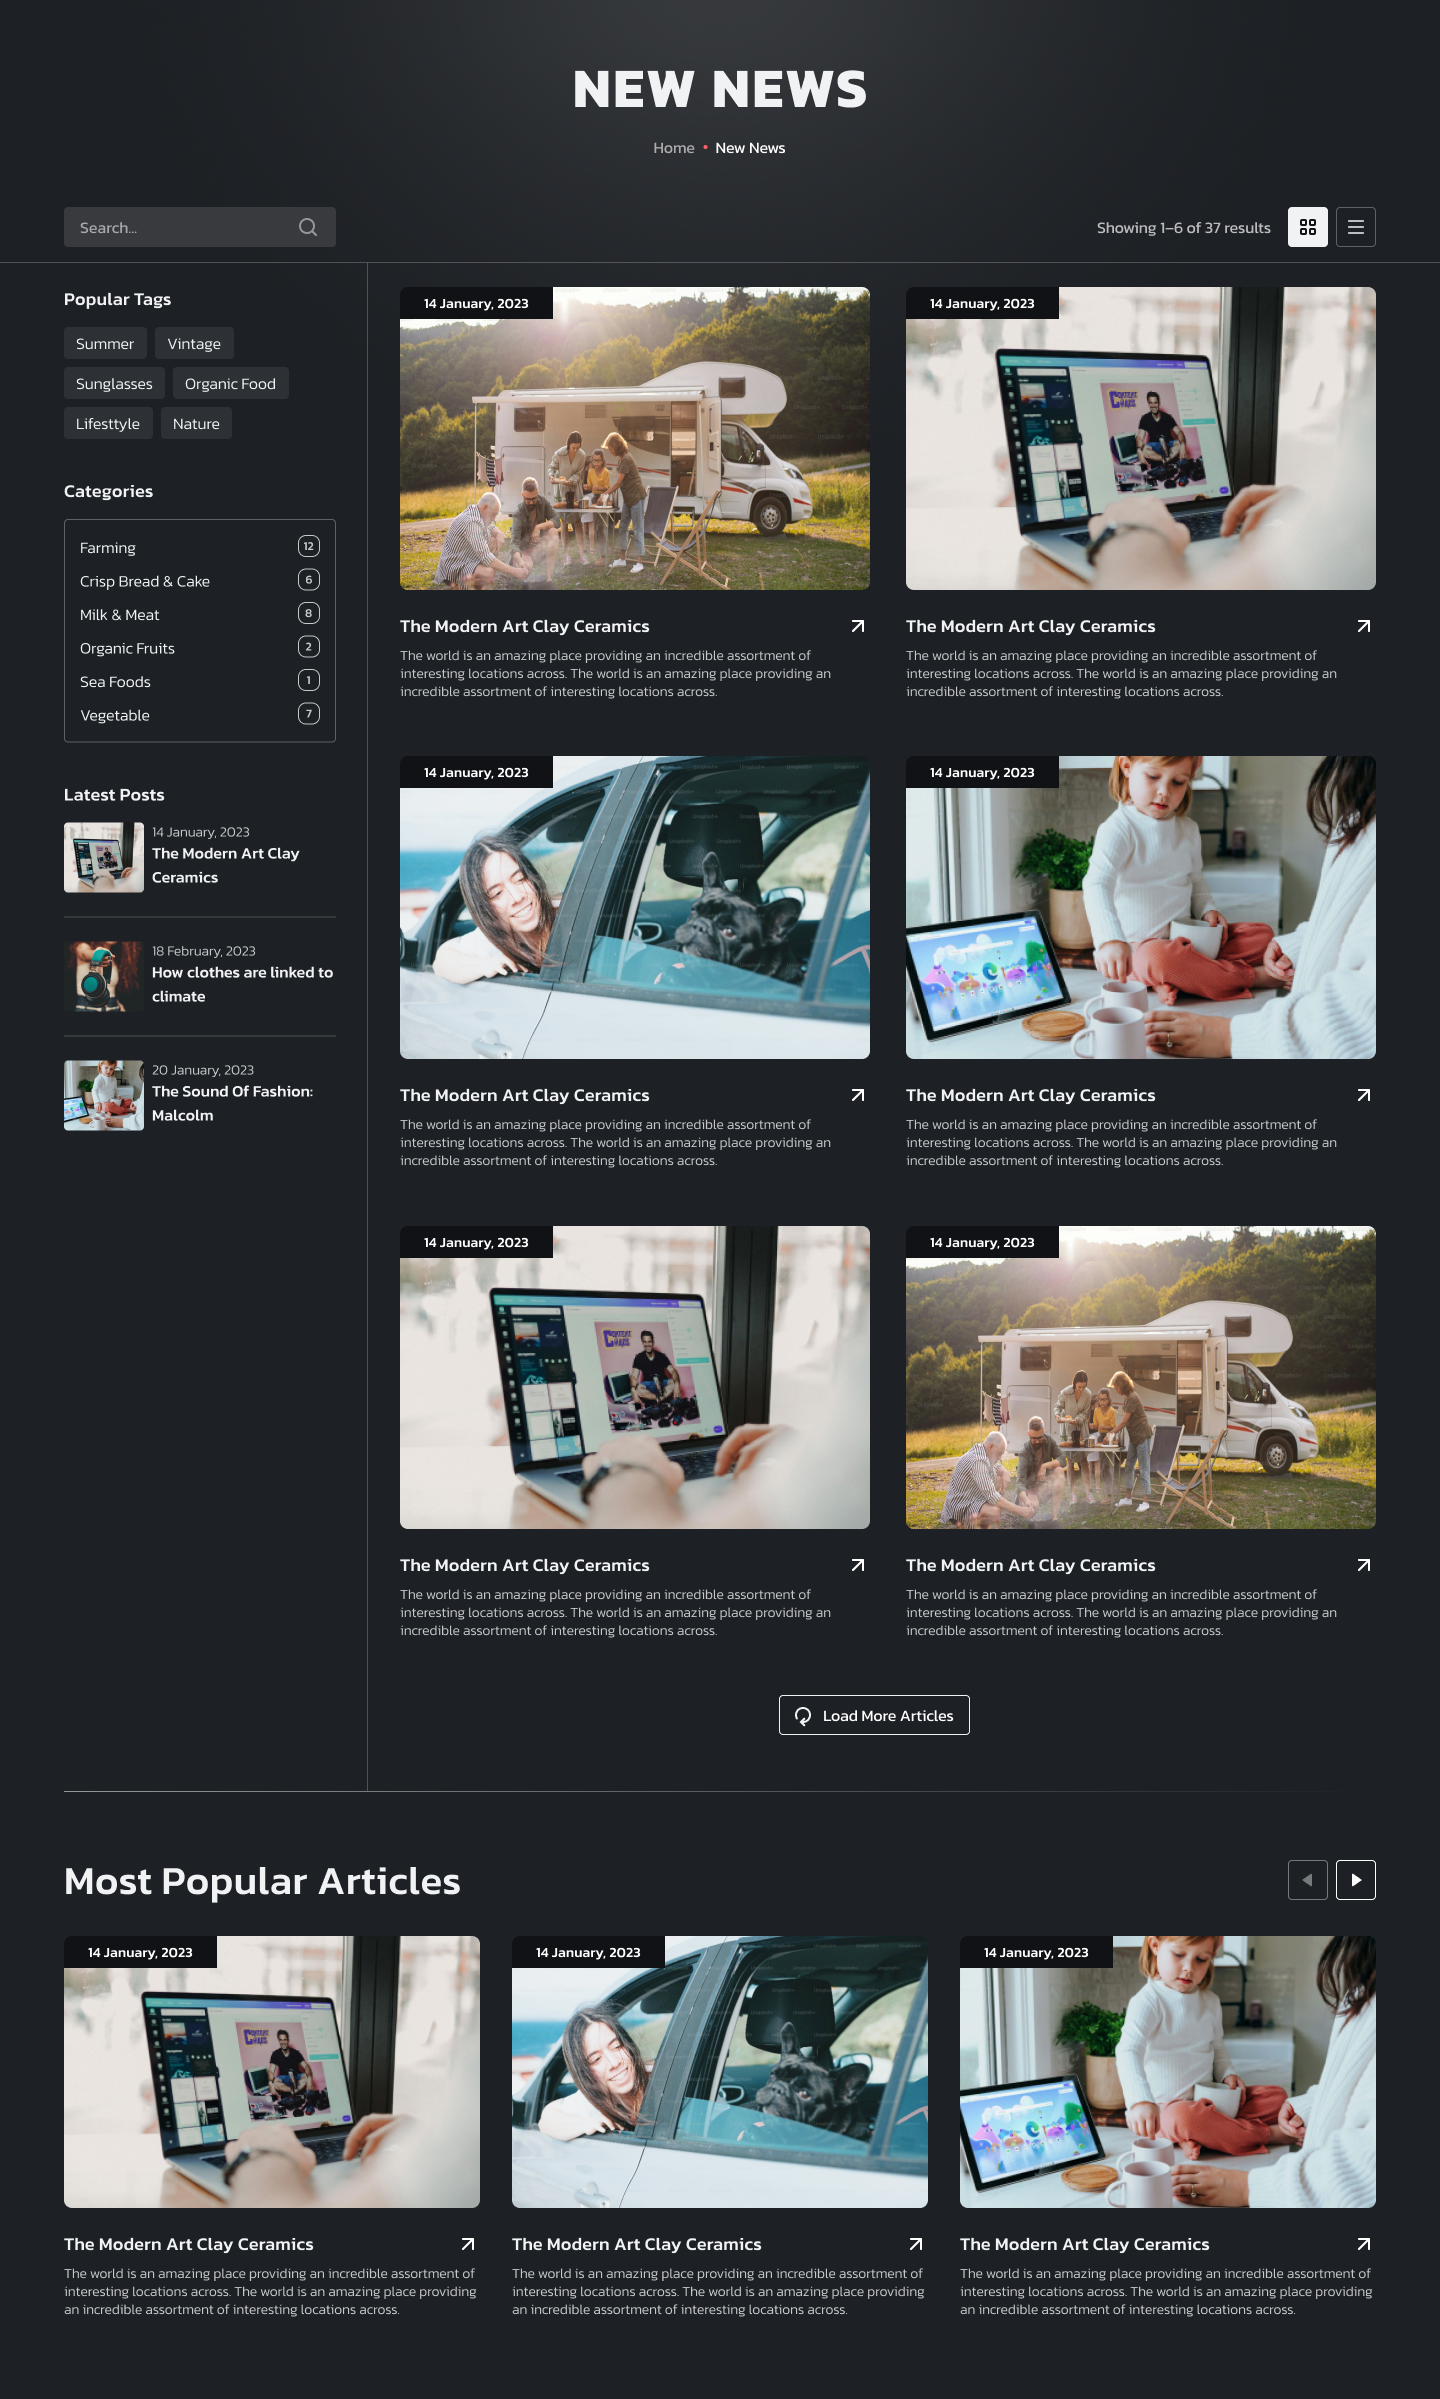 NEW NEWS
Home • New News
Search...
Showing 1–6 of 37 results
Popular Tags
Summer
Vintage
Sunglasses
Organic Food
Lifesttyle
Nature
Categories
Farming 12
Crisp Bread & Cake 6
Milk & Meat 8
Organic Fruits 2
Sea Foods 1
Vegetable 7
Latest Posts
14 January, 2023
The Modern Art Clay
Ceramics
18 February, 2023
How clothes are linked to
climate
20 January, 2023
The Sound Of Fashion:
Malcolm
14 January, 2023
The Modern Art Clay Ceramics
The world is an amazing place providing an incredible assortment of
interesting locations across. The world is an amazing place providing an
incredible assortment of interesting locations across.
14 January, 2023
CONTENT
The Modern Art Clay Ceramics
The world is an amazing place providing an incredible assortment of
interesting locations across. The world is an amazing place providing an
incredible assortment of interesting locations across.
14 January, 2023
The Modern Art Clay Ceramics
The world is an amazing place providing an incredible assortment of
interesting locations across. The world is an amazing place providing an
incredible assortment of interesting locations across.
14 January, 2023
The Modern Art Clay Ceramics
The world is an amazing place providing an incredible assortment of
interesting locations across. The world is an amazing place providing an
incredible assortment of interesting locations across.
14 January, 2023
CONTENT
The Modern Art Clay Ceramics
The world is an amazing place providing an incredible assortment of
interesting locations across. The world is an amazing place providing an
incredible assortment of interesting locations across.
14 January, 2023
The Modern Art Clay Ceramics
The world is an amazing place providing an incredible assortment of
interesting locations across. The world is an amazing place providing an
incredible assortment of interesting locations across.
Load More Articles
Most Popular Articles
14 January, 2023
CONTENT
The Modern Art Clay Ceramics
The world is an amazing place providing an incredible assortment of
interesting locations across. The world is an amazing place providing
an incredible assortment of interesting locations across.
14 January, 2023
The Modern Art Clay Ceramics
The world is an amazing place providing an incredible assortment of
interesting locations across. The world is an amazing place providing
an incredible assortment of interesting locations across.
14 January, 2023
The Modern Art Clay Ceramics
The world is an amazing place providing an incredible assortment of
interesting locations across. The world is an amazing place providing
an incredible assortment of interesting locations across.